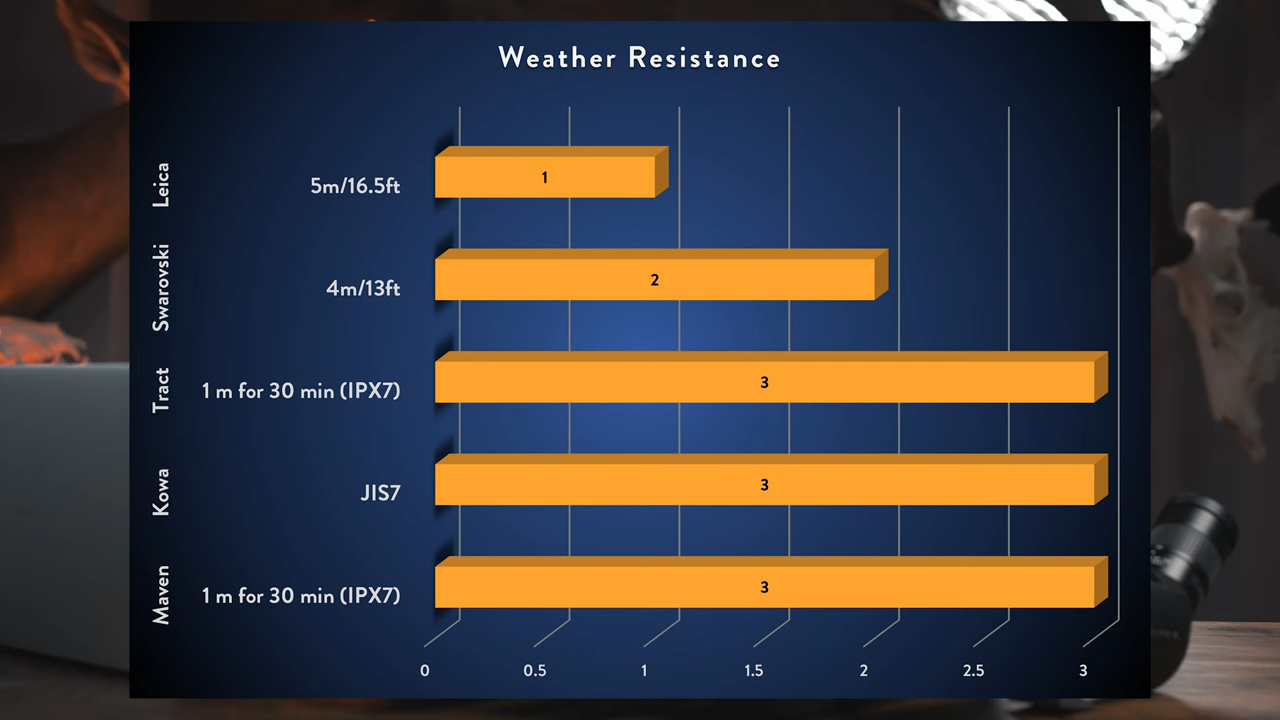 Weather Resistance
Leica
5m/16.5ft
1
Swarovski
4m/13ft
2
Tract
1 m for 30 min (IPX7)
3
Kowa
JIS7
3
Maven
1 m for 30 min (IPX7)
3
0 0.5 1 1.5 2 2.5 3